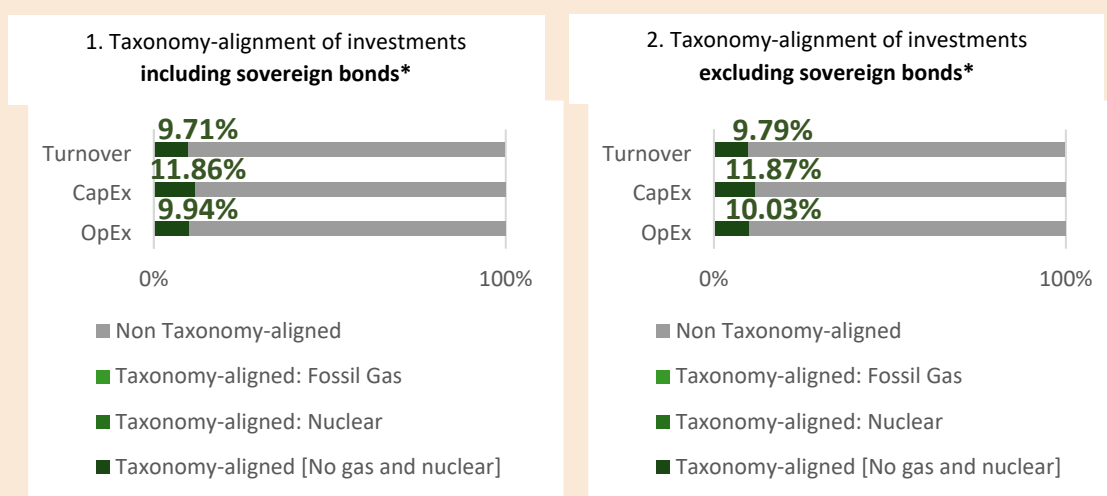 1. Taxonomy-alignment of investments
including sovereign bonds*
9.71%
Turnover
11.86%
CapEx
9.94%
OpEx
0%
100%
Non Taxonomy-aligned
Taxonomy-aligned: Fossil Gas
Taxonomy-aligned: Nuclear
Taxonomy-aligned [No gas and nuclear]
2. Taxonomy-alignment of investments
excluding sovereign bonds*
9.79%
Turnover
11.87%
CapEx
10.03%
OpEx
0%
100%
Non Taxonomy-aligned
Taxonomy-aligned: Fossil Gas
Taxonomy-aligned: Nuclear
Taxonomy-aligned [No gas and nuclear]